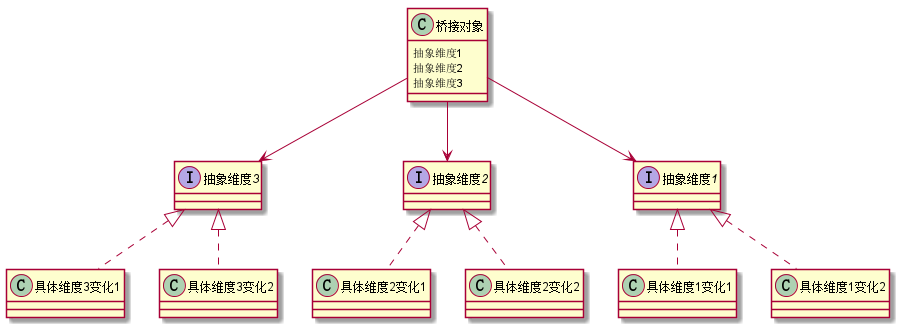 C 桥接对象
抽象维度1
抽象维度2
抽象维度3
I 抽象维度3
I 抽象维度2
I 抽象维度1
C 具体维度3变化1
C 具体维度3变化2
C 具体维度2变化1
C 具体维度2变化2
C 具体维度1变化1
C 具体维度1变化2